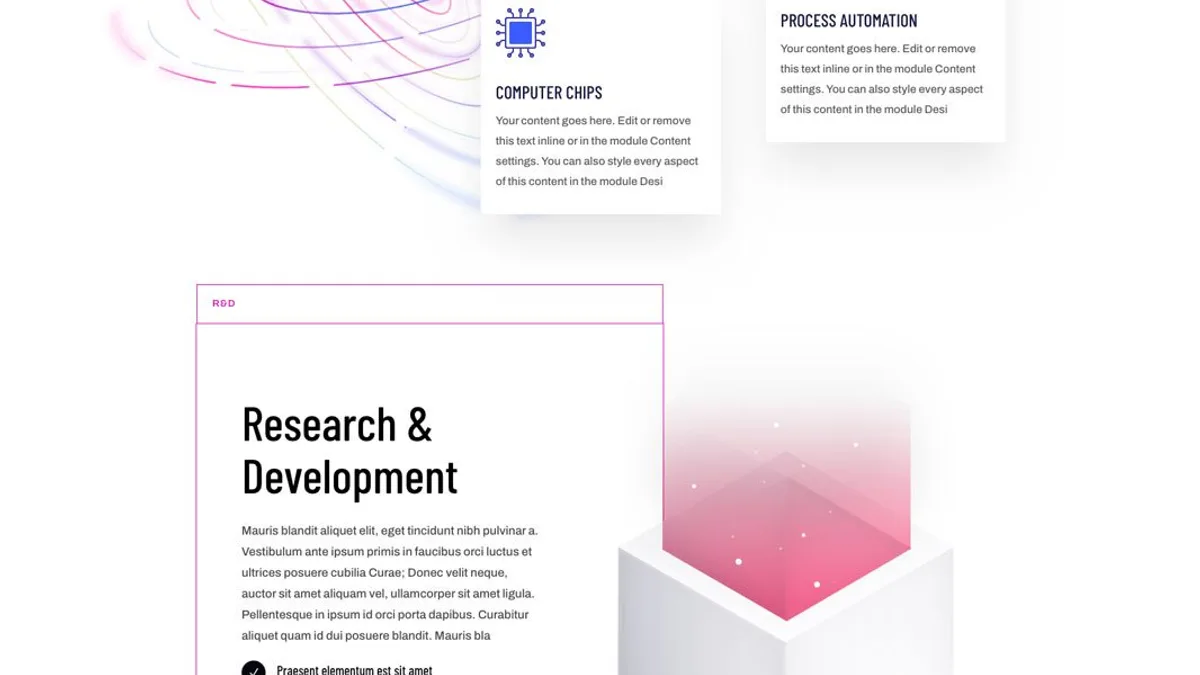 COMPUTER CHIPS
Your content goes here. Edit or remove
this text inline or in the module Content
settings. You can also style every aspect
of this content in the module Desi
PROCESS AUTOMATION
Your content goes here. Edit or remove
this text inline or in the module Content
settings. You can also style every aspect
of this content in the module Desi
R&D
Research &
Development
Mauris blandit aliquet elit, eget tincidunt nibh pulvinar a.
Vestibulum ante ipsum primis in faucibus orci luctus et
ultrices posuere cubilia Curae; Donec velit neque,
auctor sit amet aliquam vel, ullamcorper sit amet ligula.
Pellentesque in ipsum id orci porta dapibus. Curabitur
aliquet quam id dui posuere blandit. Mauris bla
Praesent elementum est sit amet